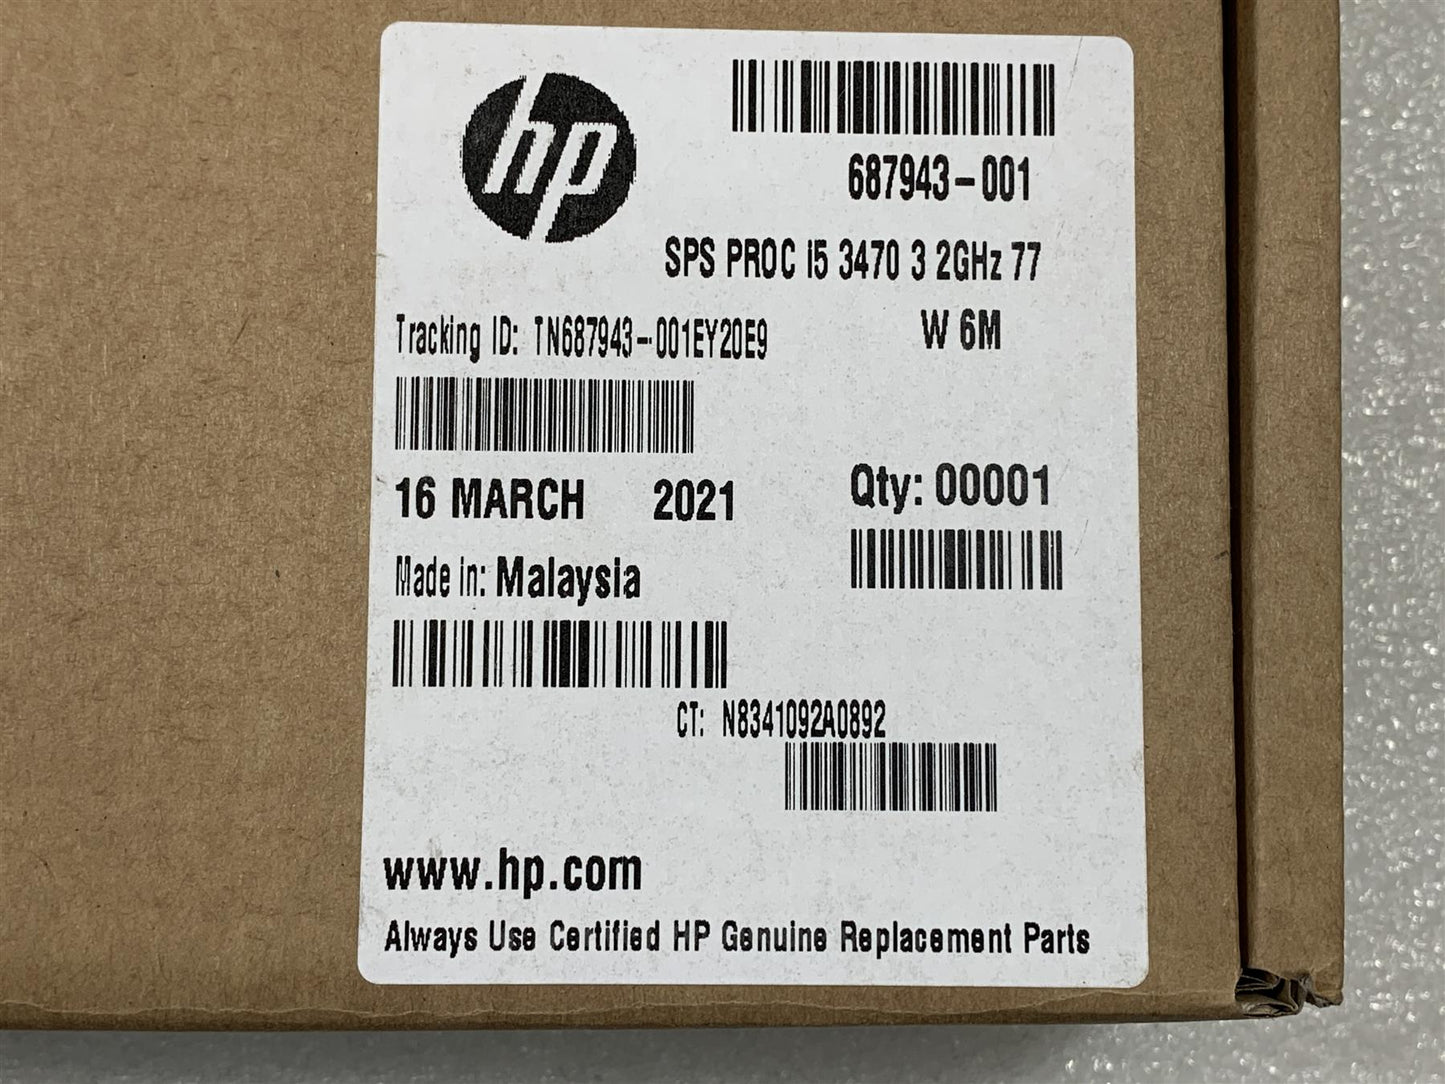 hp
687943-001
SPS PROC i5 3470 3 2GHz 77
W 6M
Tracking ID: TN687943-001EY20E9
16 MARCH 2021
Qty: 00001
Made in: Malaysia
CT: N8341092A0892
www.hp.com
Always Use Certified HP Genuine Replacement Parts